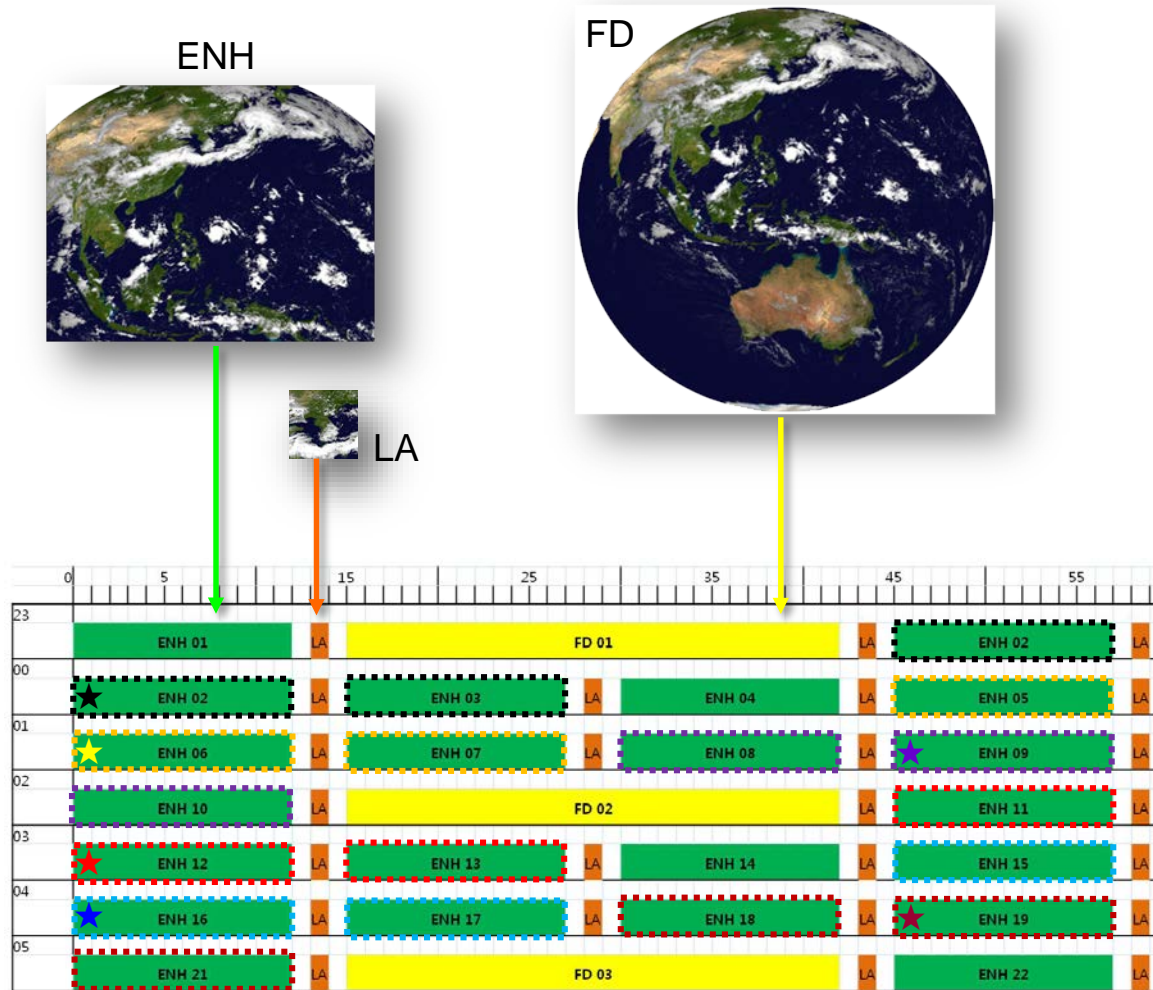 ENH
FD
LA
0 5 15 25 35 45 55
23
ENH 01 LA FD 01 LA ENH 02 LA
00
ENH 02 LA ENH 03 LA ENH 04 LA ENH 05 LA
01
ENH 06 LA ENH 07 LA ENH 08 LA ENH 09 LA
02
ENH 10 LA FD 02 LA ENH 11 LA
03
ENH 12 LA ENH 13 LA ENH 14 LA ENH 15 LA
04
ENH 16 LA ENH 17 LA ENH 18 LA ENH 19 LA
05
ENH 21 LA FD 03 LA ENH 22 LA